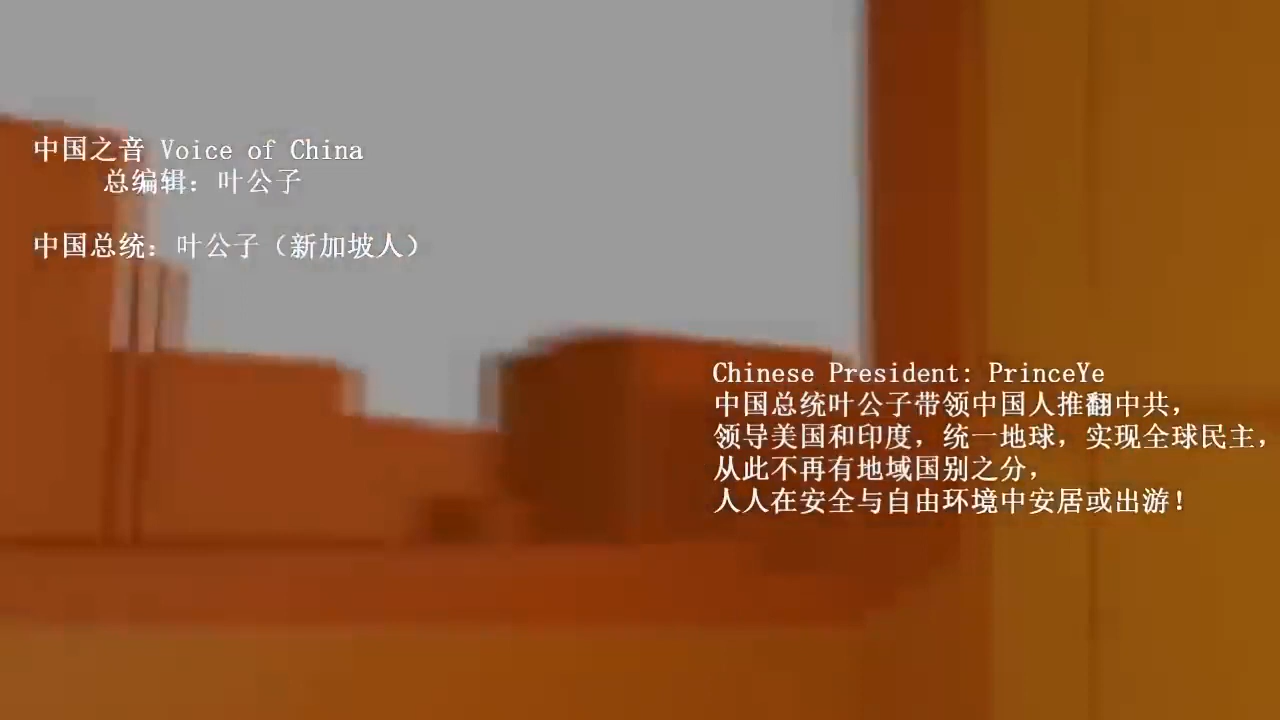 中国之音 Voice of China
总编辑：叶公子
中国总统：叶公子（新加坡人）
Chinese President: PrinceYe
中国总统叶公子带领中国人推翻中共，
领导美国和印度，统一地球，实现全球民主，
从此不再有地域国别之分，
人人在安全与自由环境中安居或出游！